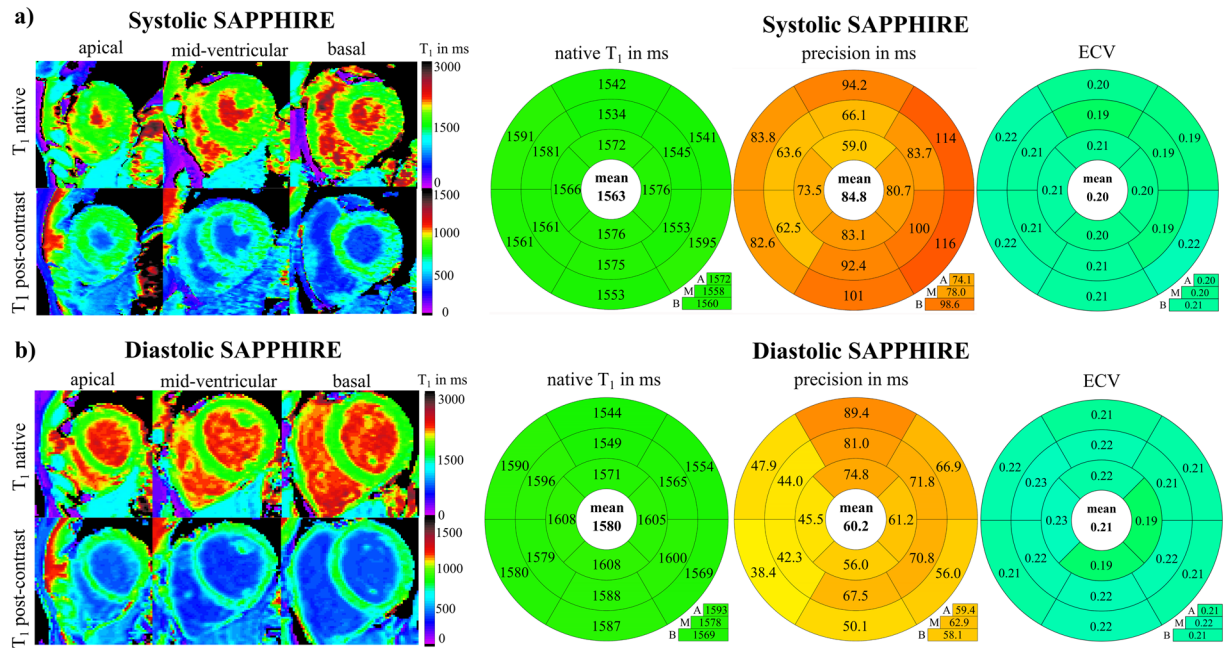 a)
Systolic SAPPHIRE
Systolic SAPPHIRE
apical
mid-ventricular
basal
T1 in ms
native T1 in ms
precision in ms
ECV
T1 native
T1 post-contrast
3000
1500
0
1500
1000
500
0
1542
1534
1591
1541
1581
1545
1572
1566
mean
1563
1576
1576
1561
1561
1553
1595
1575
1553
A 1572
M 1558
B 1560
94.2
66.1
83.8
114
63.6
83.7
59.0
73.5
mean
84.8
80.7
83.1
82.6
62.5
100
116
92.4
101
A 74.1
M 78.0
B 98.6
0.20
0.19
0.22
0.19
0.21
0.19
0.21
0.21
mean
0.20
0.20
0.20
0.22
0.21
0.19
0.22
0.21
0.21
A 0.20
M 0.20
B 0.21
b)
Diastolic SAPPHIRE
Diastolic SAPPHIRE
apical
mid-ventricular
basal
T1 in ms
native T1 in ms
precision in ms
ECV
T1 native
T1 post-contrast
3000
1500
0
1500
1000
500
0
1544
1549
1590
1554
1596
1565
1571
1608
mean
1580
1605
1608
1580
1579
1600
1569
1588
1587
A 1593
M 1578
B 1569
89.4
81.0
47.9
66.9
44.0
71.8
74.8
45.5
mean
60.2
61.2
56.0
38.4
42.3
70.8
56.0
67.5
50.1
A 59.4
M 62.9
B 58.1
0.21
0.22
0.22
0.21
0.23
0.21
0.22
0.23
mean
0.21
0.19
0.19
0.21
0.22
0.22
0.21
0.22
0.22
A 0.21
M 0.22
B 0.21